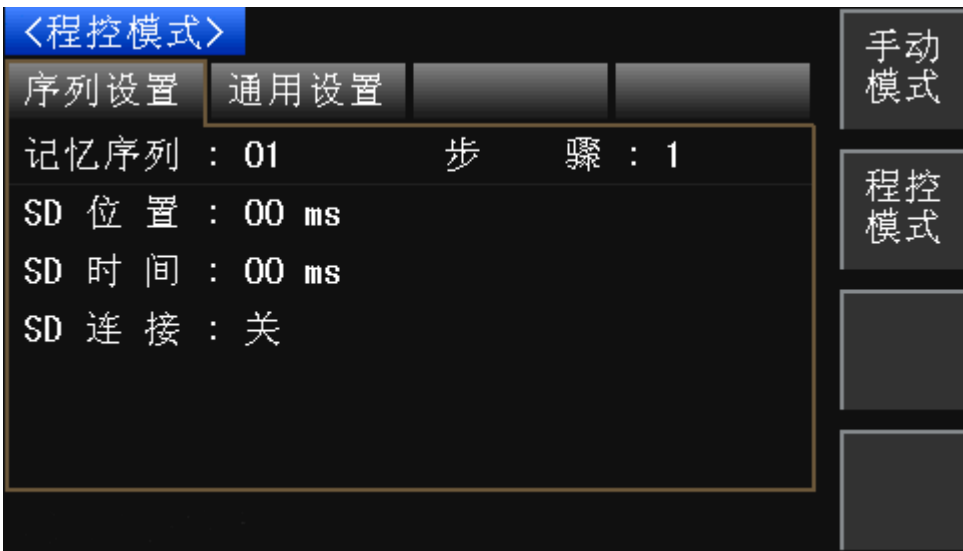 <程控模式>
序列设置 通用设置
记忆序列 : 01 步 骤 : 1
SD 位 置 : 00 ms
SD 时 间 : 00 ms
SD 连 接 : 关
手动
模式
程控
模式